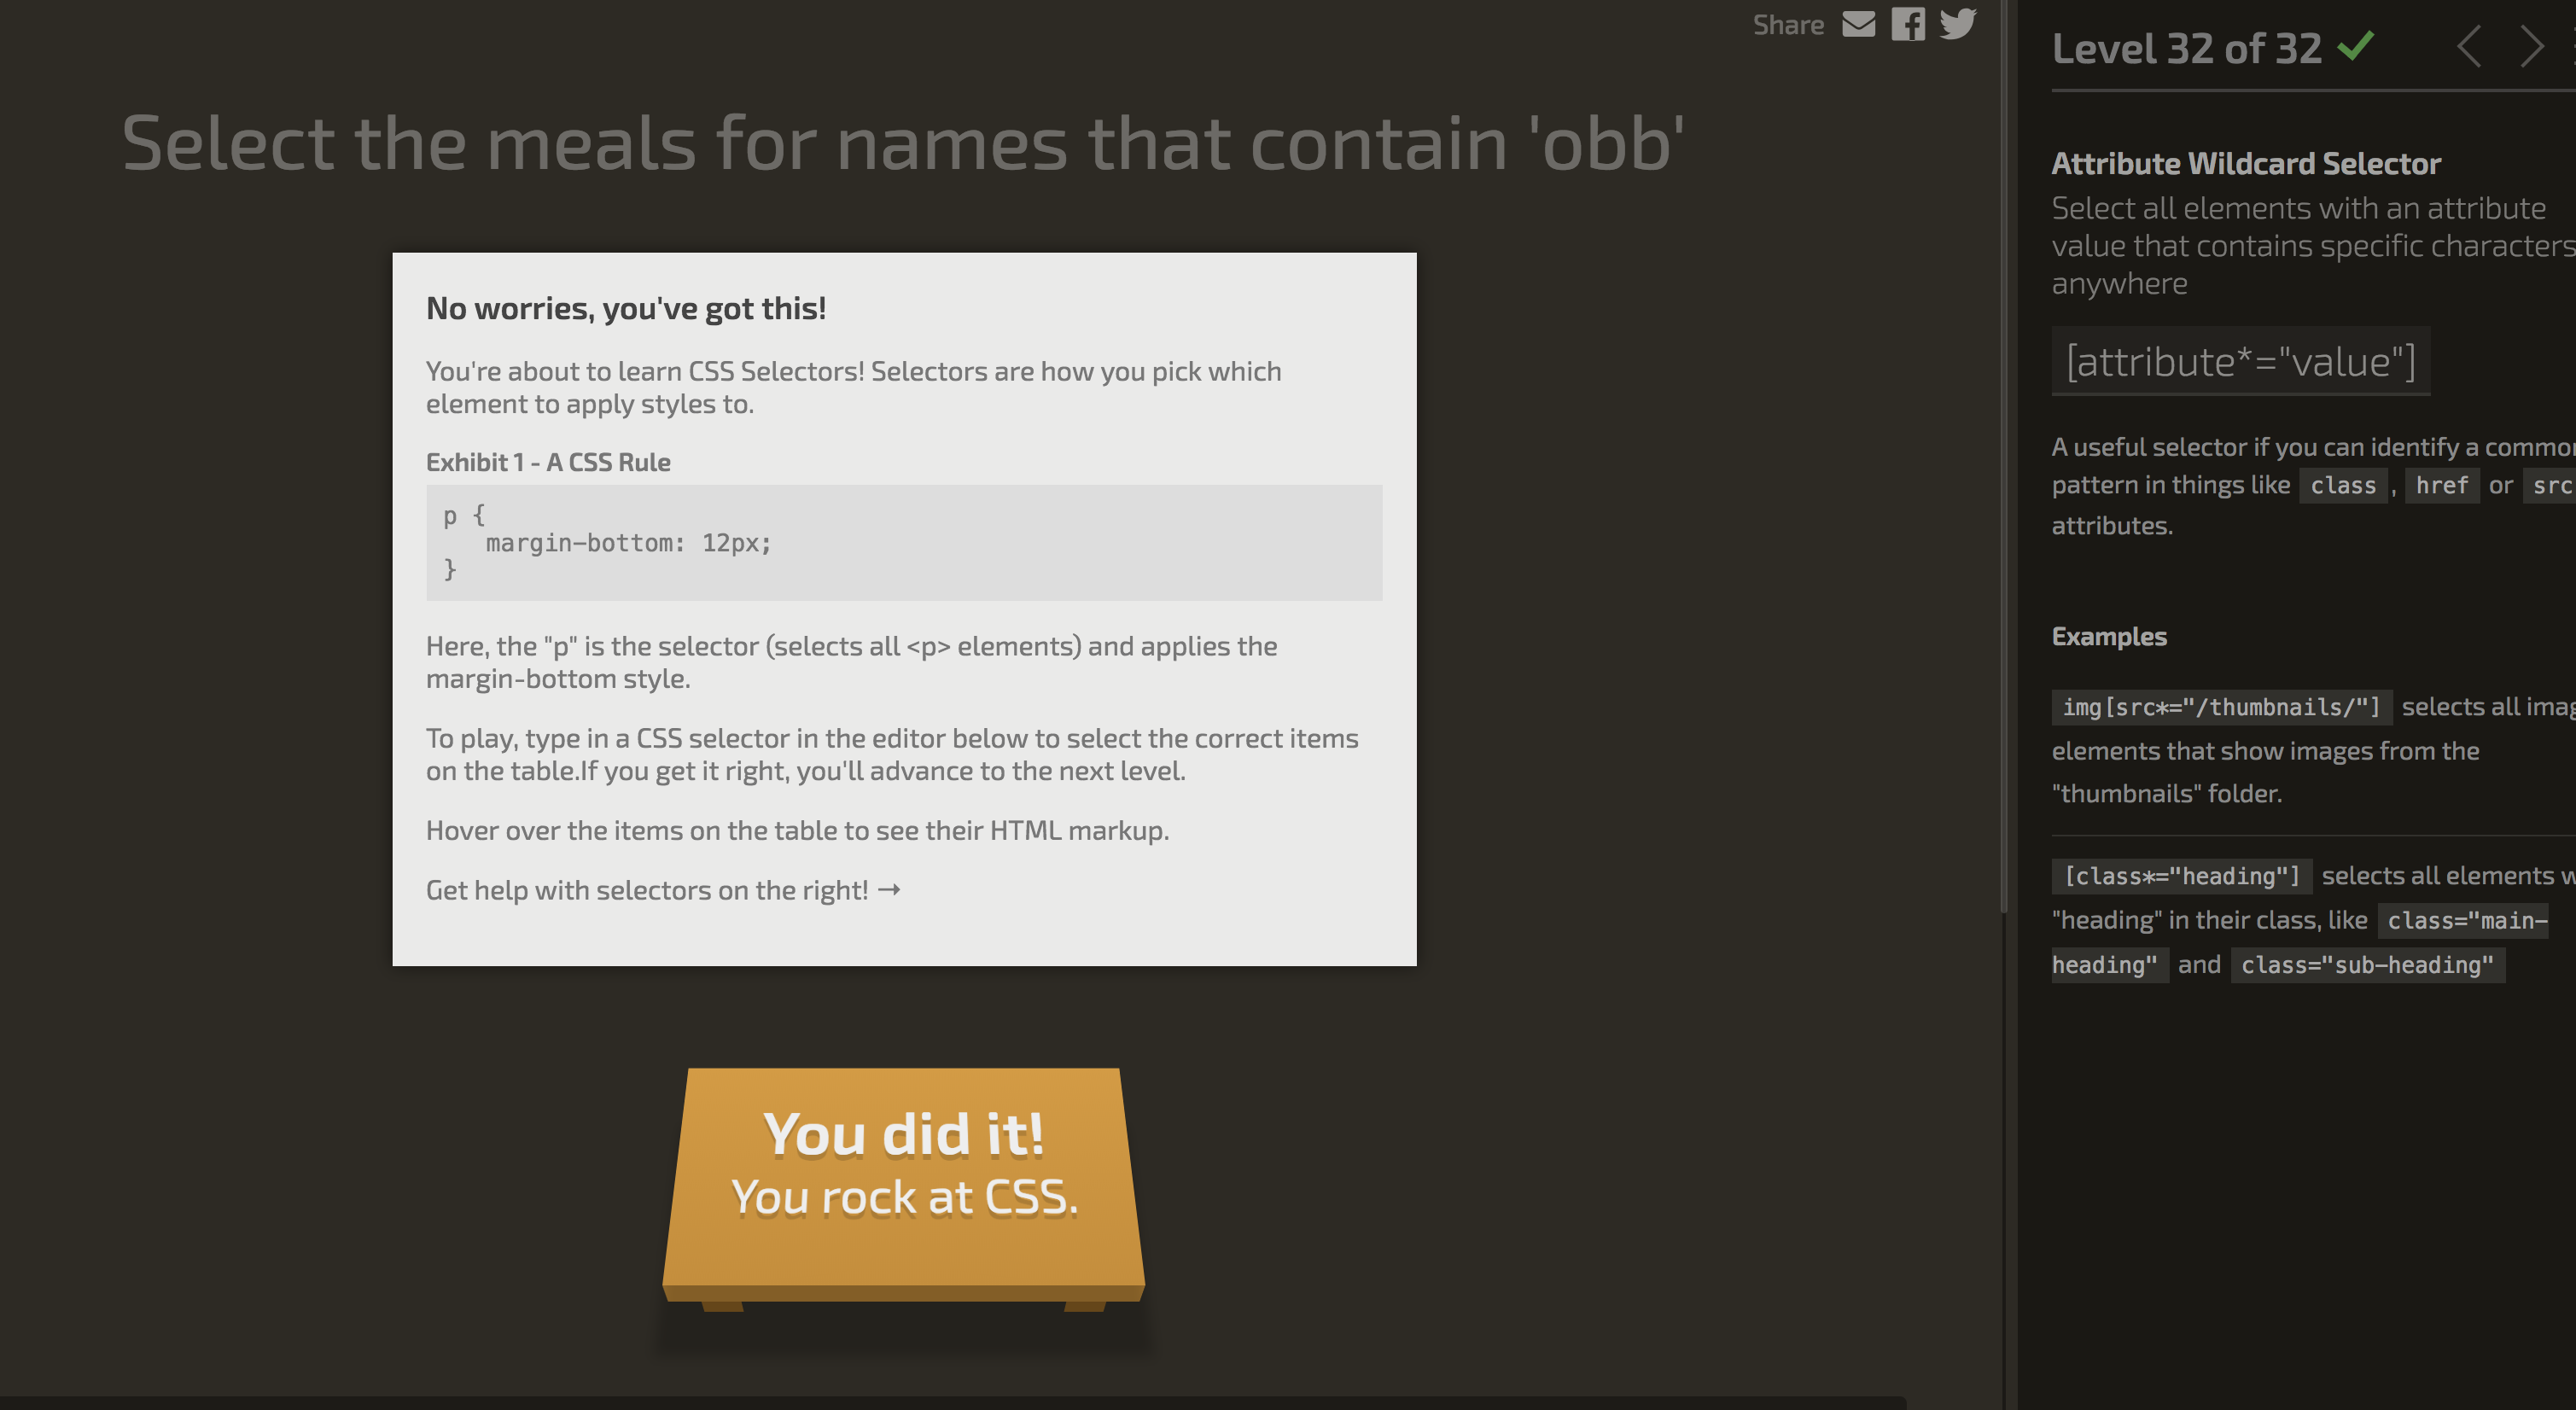 Share
Select the meals for names that contain 'obb'
No worries, you've got this!
You're about to learn CSS Selectors! Selectors are how you pick which
element to apply styles to.
Exhibit 1 - A CSS Rule
p {
margin-bottom: 12px;
}
Here, the "p" is the selector (selects all <p> elements) and applies the
margin-bottom style.
To play, type in a CSS selector in the editor below to select the correct items
on the table.If you get it right, you'll advance to the next level.
Hover over the items on the table to see their HTML markup.
Get help with selectors on the right! →
You did it!
You rock at CSS.
Level 32 of 32
Attribute Wildcard Selector
Select all elements with an attribute
value that contains specific characters
anywhere
[attribute*="value"]
A useful selector if you can identify a
pattern in things like class , href or src
attributes.
Examples
img[src*="/thumbnails/"] selects all
elements that show images from the
"thumbnails" folder.
[class*="heading"] selects all elements
"heading" in their class, like class="main-
heading" and class="sub-heading"